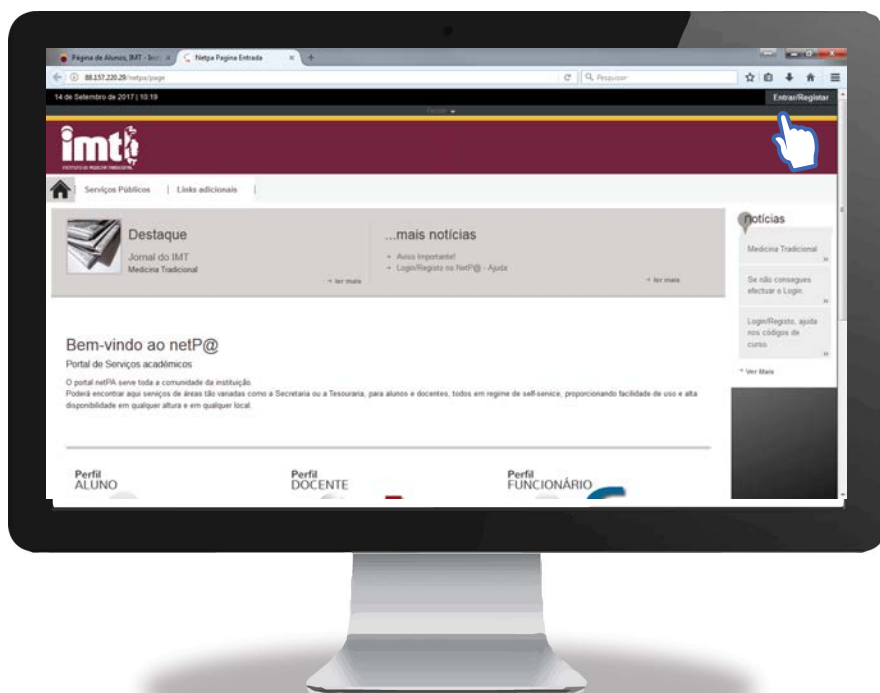 Página de Alunos, IMT - Inst
Netpa Pagina Entrada
88.157.220.29/netpa/page
Pesquisar
14 de Setembro de 2017 | 10:19
Entrar/Registar
imt
INSTITUTO DE MEDICINA TRADICIONAL
Serviços Públicos | Links adicionais |
Destaque
Jornal do IMT
Medicina Tradicional
→ ler mais
...mais notícias
Aviso Importante!
Login/Registo no NetP@ - Ajuda
→ ler mais
notícias
Medicina Tradicional
»
Se não consegues
efectuar o Login.
»
Login/Registo, ajuda
nos códigos de
curso
»
→ Ver Mais
Bem-vindo ao netP@
Portal de Serviços académicos
O portal netPA serve toda a comunidade da instituição.
Poderá encontrar aqui serviços de áreas tão variadas como a Secretaria ou a Tesouraria, para alunos e docentes, todos em regime de self-service, proporcionando facilidade de uso e alta
disponibilidade em qualquer altura e em qualquer local.
Perfil
ALUNO
Perfil
DOCENTE
Perfil
FUNCIONÁRIO